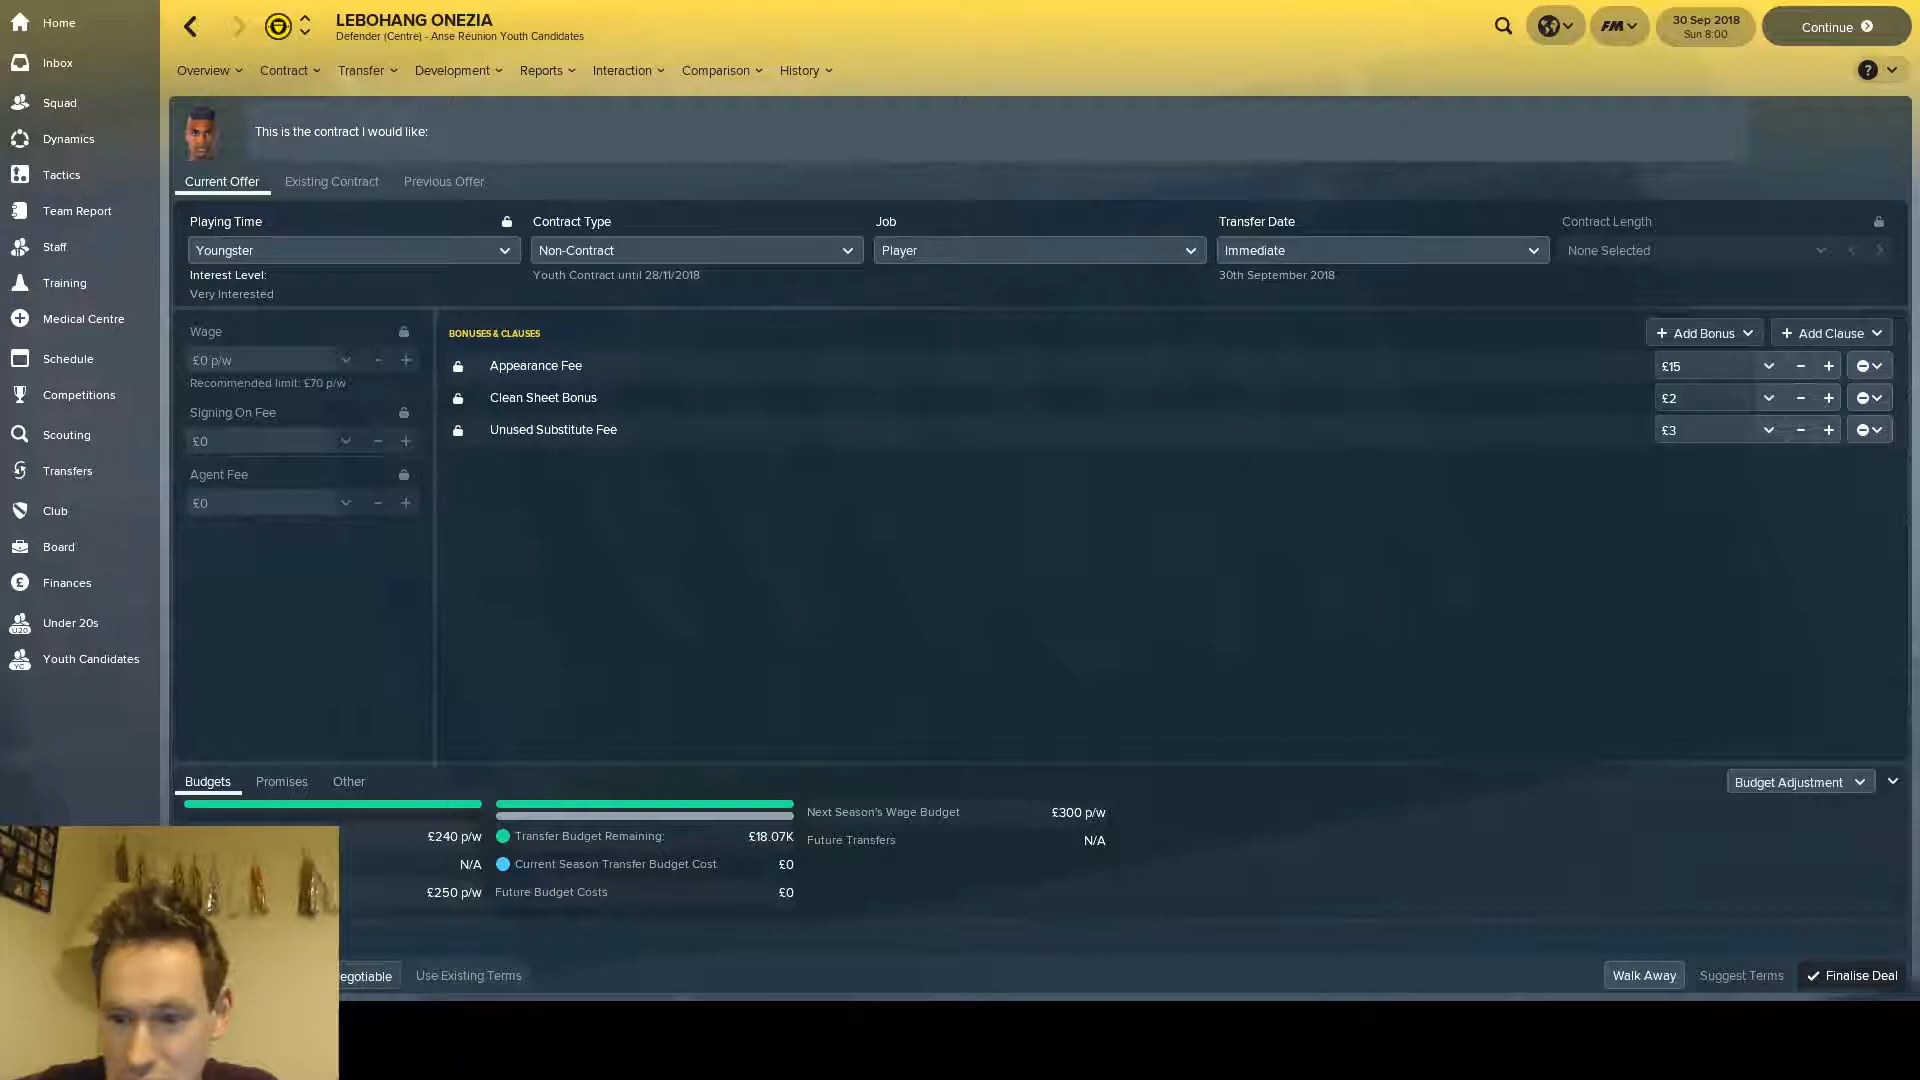 Home
LEBOHANG ONEZIA
Defender (Centre) - Anse Réunion Youth Candidates
FM
30 Sep 2018
Sun 8:00
Continue
Inbox
Squad
Dynamics
Tactics
Team Report
Staff
Training
Medical Centre
Schedule
Competitions
Scouting
Transfers
Club
Board
Finances
U20
Under 20s
YC
Youth Candidates
Overview
Contract
Transfer
Development
Reports
Interaction
Comparison
History
?
This is the contract I would like:
Current Offer
Existing Contract
Previous Offer
Playing Time
Contract Type
Job
Transfer Date
Contract Length
Youngster
Non-Contract
Player
Immediate
None Selected
Interest Level:
Youth Contract until 28/11/2018
30th September 2018
Very Interested
Wage
£0 p/w
Recommended limit: £70 p/w
Signing On Fee
£0
Agent Fee
£0
BONUSES & CLAUSES
+ Add Bonus
+ Add Clause
Appearance Fee £15
Clean Sheet Bonus £2
Unused Substitute Fee £3
Budgets
Promises
Other
Budget Adjustment
£240 p/w
N/A
£250 p/w
Transfer Budget Remaining: £18.07K
Current Season Transfer Budget Cost £0
Future Budget Costs £0
Next Season's Wage Budget £300 p/w
Future Transfers N/A
egotiable
Use Existing Terms
Walk Away
Suggest Terms
Finalise Deal